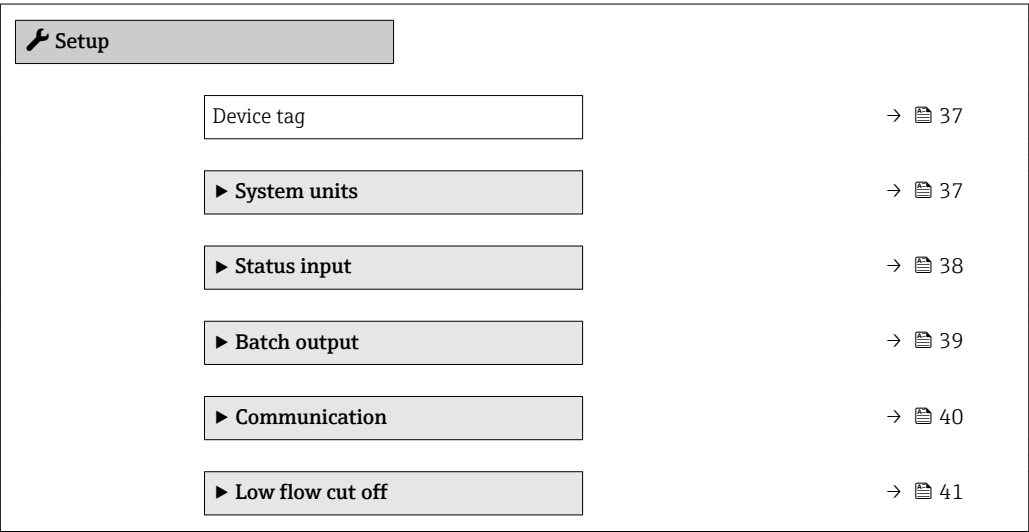 Setup
Device tag → 37
▶ System units → 37
▶ Status input → 38
▶ Batch output → 39
▶ Communication → 40
▶ Low flow cut off → 41